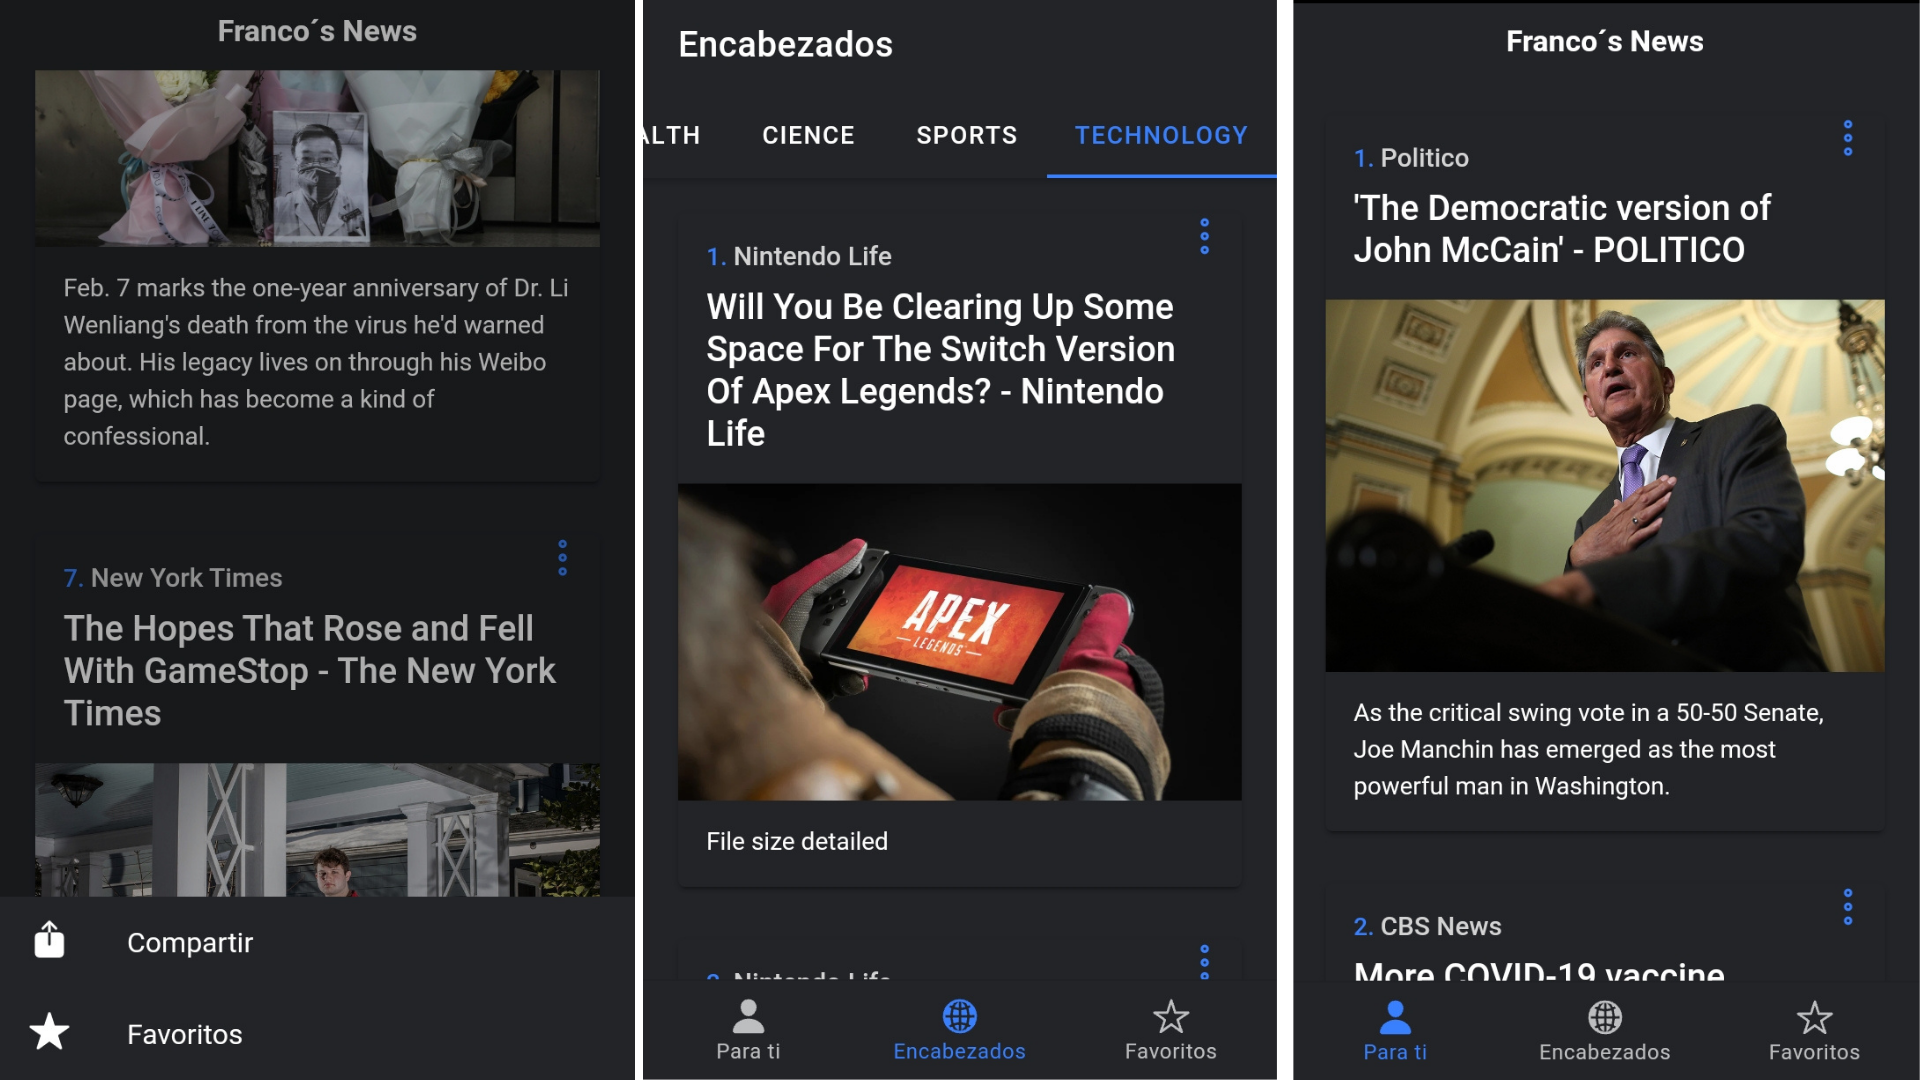 Franco´s News
Feb. 7 marks the one-year anniversary of Dr. Li
Wenliang's death from the virus he'd warned
about. His legacy lives on through his Weibo
page, which has become a kind of
confessional.
7. New York Times
The Hopes That Rose and Fell
With GameStop - The New York
Times
Compartir
Favoritos
Encabezados
ALTH CIENCE SPORTS TECHNOLOGY
1. Nintendo Life
Will You Be Clearing Up Some
Space For The Switch Version
Of Apex Legends? - Nintendo
Life
APEX
LEGENDS
File size detailed
2. Nintendo Life
Para ti Encabezados Favoritos
Franco´s News
1. Politico
'The Democratic version of
John McCain' - POLITICO
As the critical swing vote in a 50-50 Senate,
Joe Manchin has emerged as the most
powerful man in Washington.
2. CBS News
More COVID-19 vaccine
Para ti Encabezados Favoritos